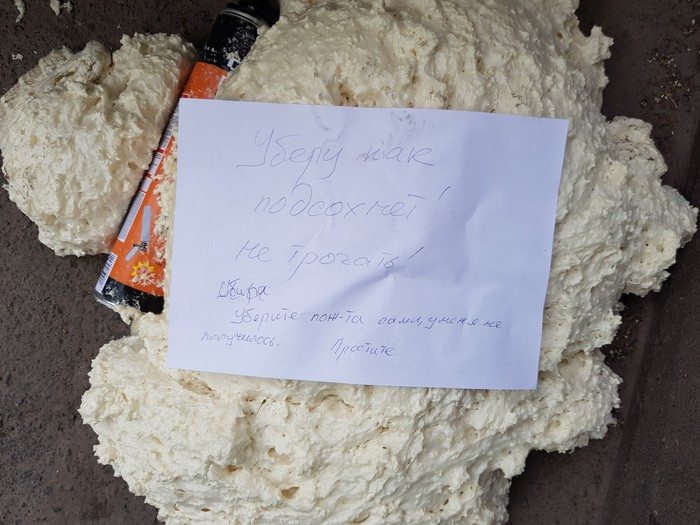 Уберу как
подсохнет!
не трогать!
Уберите пож-та сами, у меня не
получилось. Простите